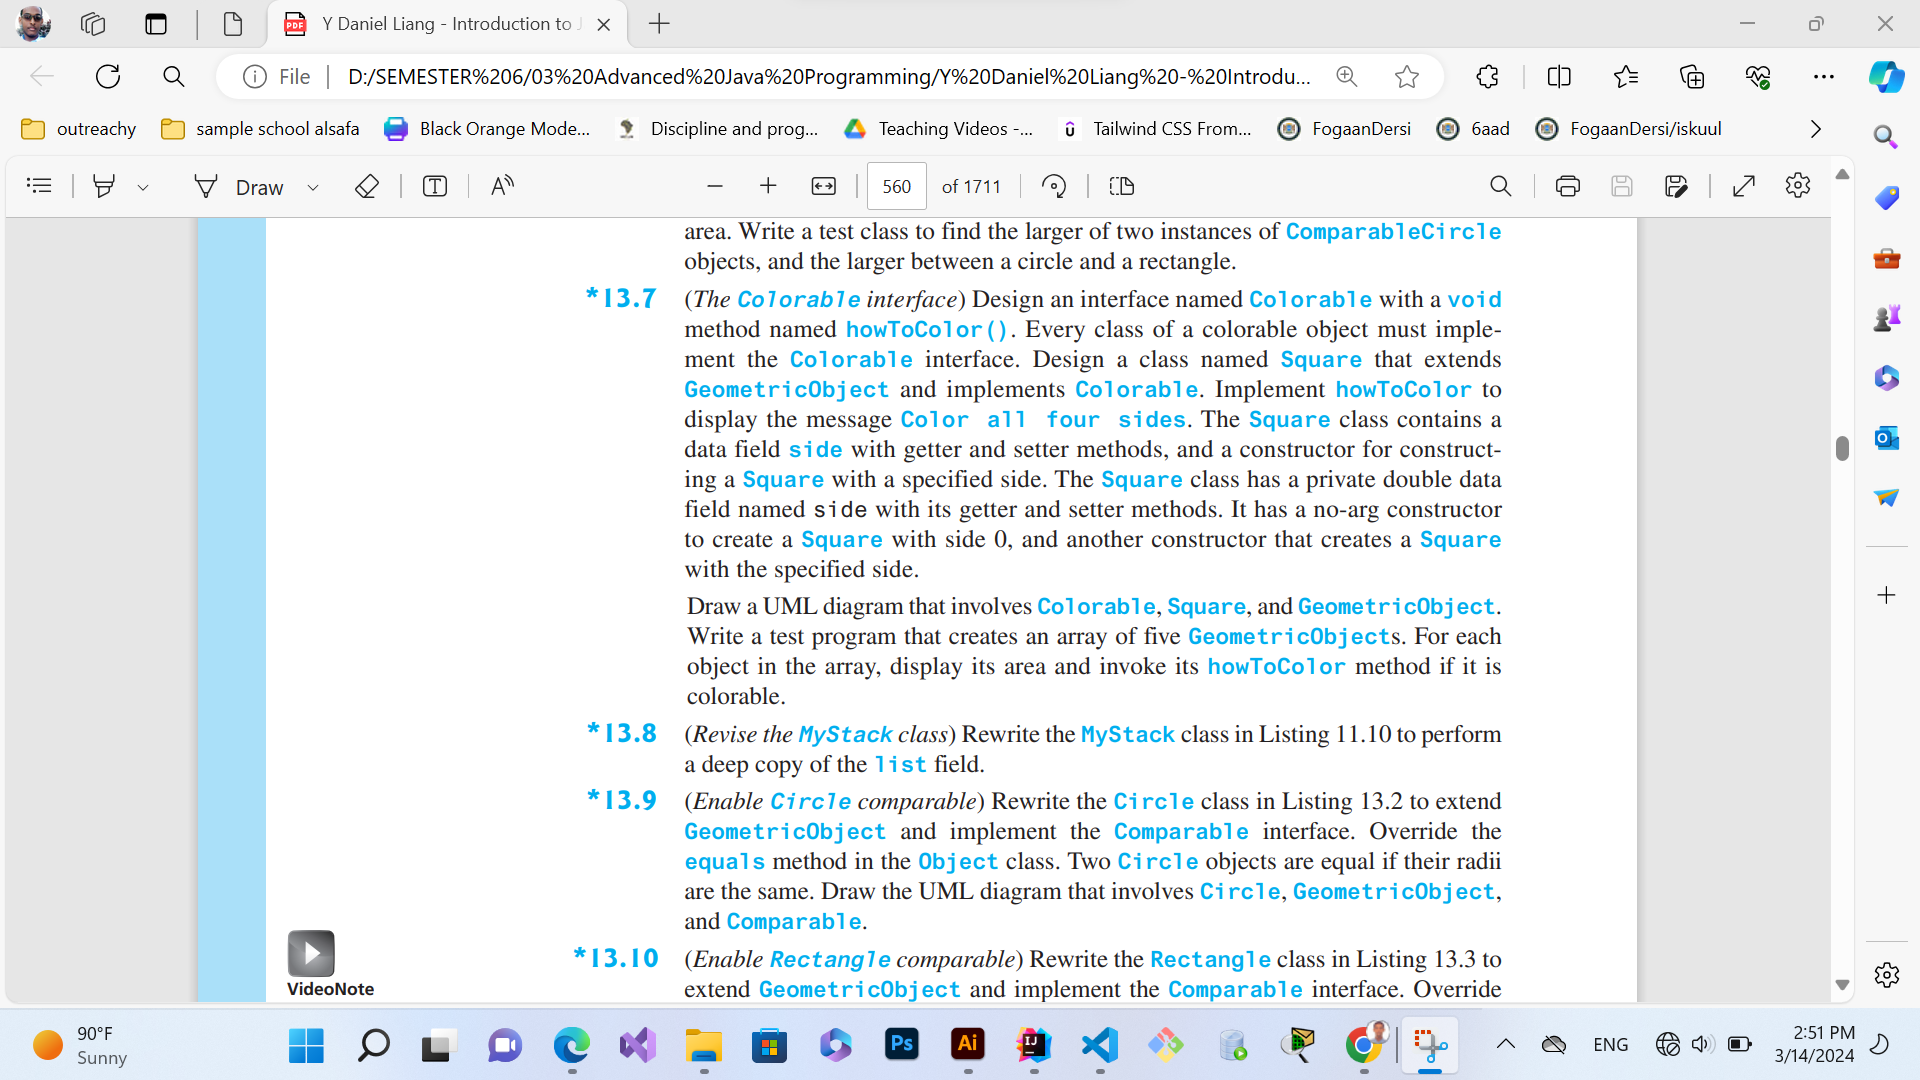 Y Daniel Liang - Introduction to J
File
D:/SEMESTER%206/03%20Advanced%20Java%20Programming/Y%20Daniel%20Liang%20-%20Introdu...
outreachy
sample school alsafa
Black Orange Mode...
Discipline and prog...
Teaching Videos -...
Tailwind CSS From...
FogaanDersi
6aad
FogaanDersi/iskuul
Draw
560
of 1711
area. Write a test class to find the larger of two instances of ComparableCircle
objects, and the larger between a circle and a rectangle.
*13.7 (The Colorable interface) Design an interface named Colorable with a void
method named howToColor(). Every class of a colorable object must imple-
ment the Colorable interface. Design a class named Square that extends
GeometricObject and implements Colorable. Implement howToColor to
display the message Color all four sides. The Square class contains a
data field side with getter and setter methods, and a constructor for construct-
ing a Square with a specified side. The Square class has a private double data
field named side with its getter and setter methods. It has a no-arg constructor
to create a Square with side 0, and another constructor that creates a Square
with the specified side.
Draw a UML diagram that involves Colorable, Square, and GeometricObject.
Write a test program that creates an array of five GeometricObjects. For each
object in the array, display its area and invoke its howToColor method if it is
colorable.
*13.8 (Revise the MyStack class) Rewrite the MyStack class in Listing 11.10 to perform
a deep copy of the list field.
*13.9 (Enable Circle comparable) Rewrite the Circle class in Listing 13.2 to extend
GeometricObject and implement the Comparable interface. Override the
equals method in the Object class. Two Circle objects are equal if their radii
are the same. Draw the UML diagram that involves Circle, GeometricObject,
and Comparable.
*13.10 (Enable Rectangle comparable) Rewrite the Rectangle class in Listing 13.3 to
VideoNote
extend GeometricObject and implement the Comparable interface. Override
90°F
Sunny
ENG
2:51 PM
3/14/2024